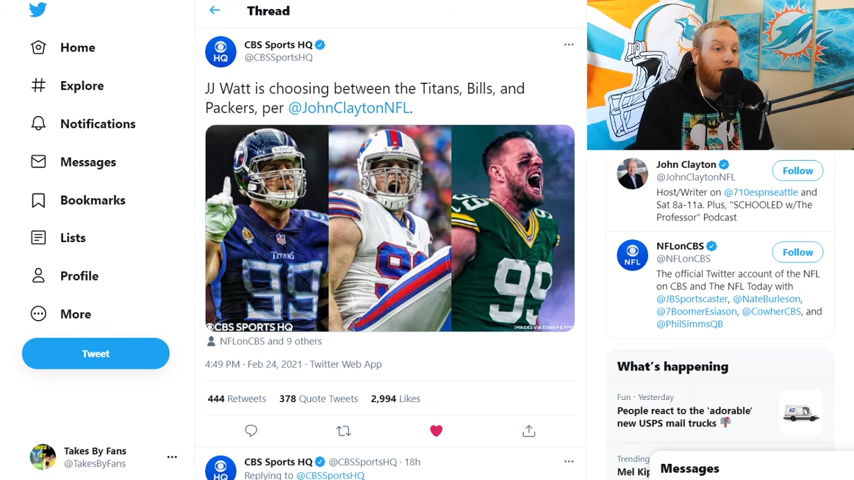 Home
Explore
Notifications
Messages
Bookmarks
Lists
Profile
More
Tweet
Takes By Fans
@TakesByFans
Thread
HQ
CBS Sports HQ
@CBSSportsHQ
JJ Watt is choosing between the Titans, Bills, and
Packers, per @JohnClaytonNFL.
TITANS
99
99
CBS SPORTS HQ
NFLonCBS and 9 others
4:49 PM · Feb 24, 2021 · Twitter Web App
444 Retweets 378 Quote Tweets 2,994 Likes
HQ
CBS Sports HQ @CBSSportsHQ · 18h
Replying to @CBSSportsHQ
John Clayton
@JohnClaytonNFL
Follow
Host/Writer on @710espnseattle and
Sat 8a-11a. Plus, "SCHOOLED w/The
Professor" Podcast
NFL
NFLonCBS
@NFLonCBS
Follow
The official Twitter account of the NFL
on CBS and The NFL Today with
@JBSportscaster, @NateBurleson,
@7BoomerEsiason, @CowherCBS, and
@PhilSimmsQB
What's happening
Fun · Yesterday
People react to the 'adorable'
new USPS mail trucks
Trending
Mel Kip
Messages